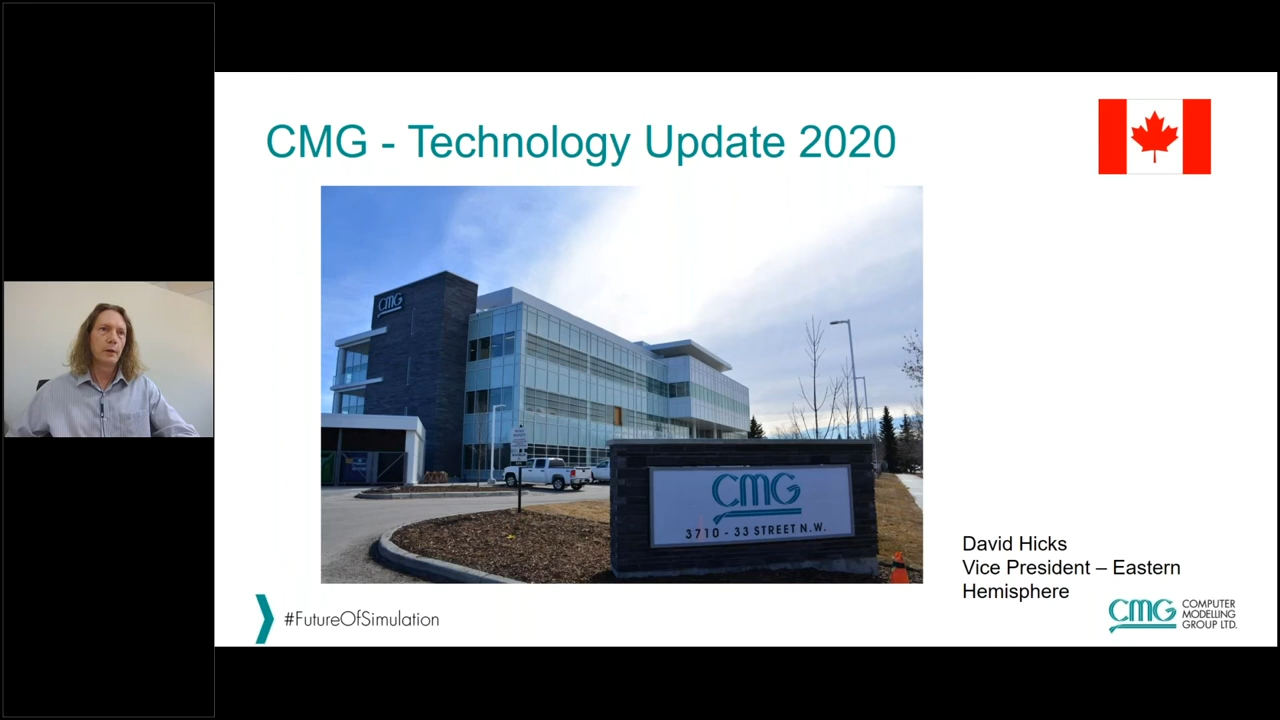 CMG - Technology Update 2020
CMG
CMG
3710 - 33 STREET N.W.
David Hicks
Vice President – Eastern
Hemisphere
#FutureOfSimulation
CMG
COMPUTER
MODELLING
GROUP LTD.